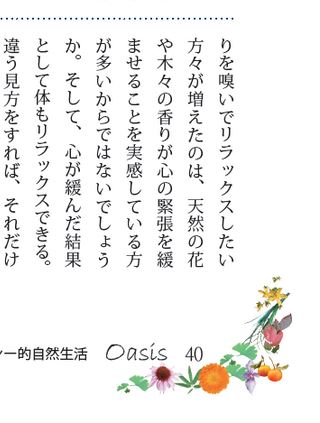 りを嗅いでリラックスしたい
方々が増えたのは、天然の花
や木々の香りが心の緊張を緩
ませることを実感している方
が多いからではないでしょう
か。そして、心が緩んだ結果
として体もリラックスできる。
違う見方をすれば、それだけ
ー的自然生活 Oasis 40